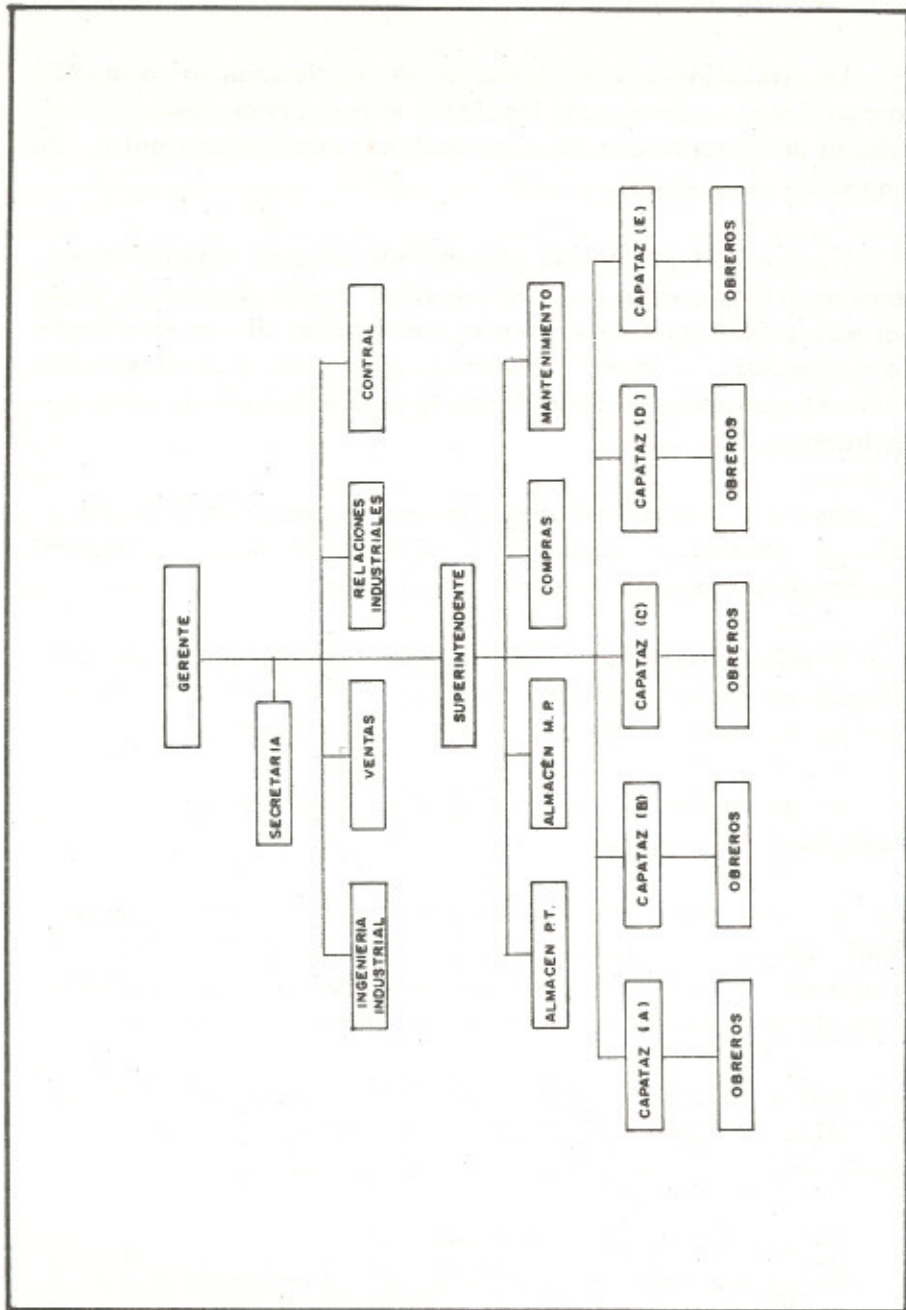 GERENTE
SECRETARIA
INGENIERIA
INDUSTRIAL
VENTAS
RELACIONES
INDUSTRIALES
CONTRAL
SUPERINTENDENTE
ALMACEN P.T.
ALMACÉN M.P.
COMPRAS
MANTENIMIENTO
CAPATAZ (A)
CAPATAZ (B)
CAPATAZ (C)
CAPATAZ (D)
CAPATAZ (E)
OBREROS
OBREROS
OBREROS
OBREROS
OBREROS